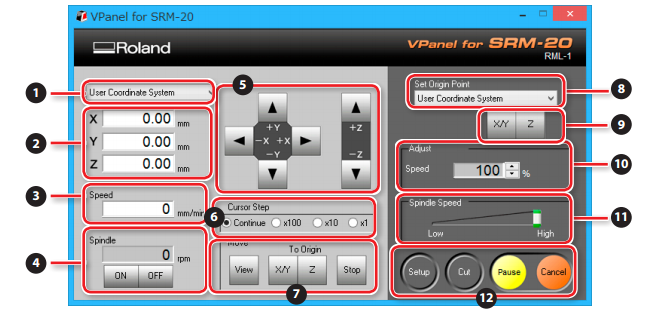 VPanel for SRM-20
Roland
VPanel for SRM-20
RML-1
1
User Coordinate System
2
X 0.00 mm
Y 0.00 mm
Z 0.00 mm
3
Speed
0 mm/min
4
Spindle
0 rpm
ON OFF
5
+Y
-X +X
-Y
+Z
-Z
6
Cursor Step
Continue x100 x10 x1
7
Move
To Origin
View X/Y Z Stop
8
Set Origin Point
User Coordinate System
9
X/Y Z
10
Adjust
Speed 100 %
11
Spindle Speed
Low High
12
Setup Cut Pause Cancel